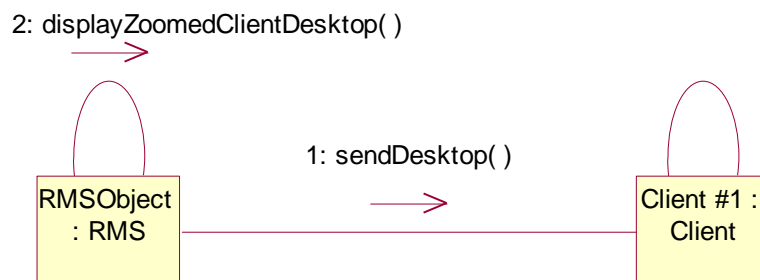 2: displayZoomedClientDesktop( )
1: sendDesktop( )
RMSObject
: RMS
Client #1 :
Client